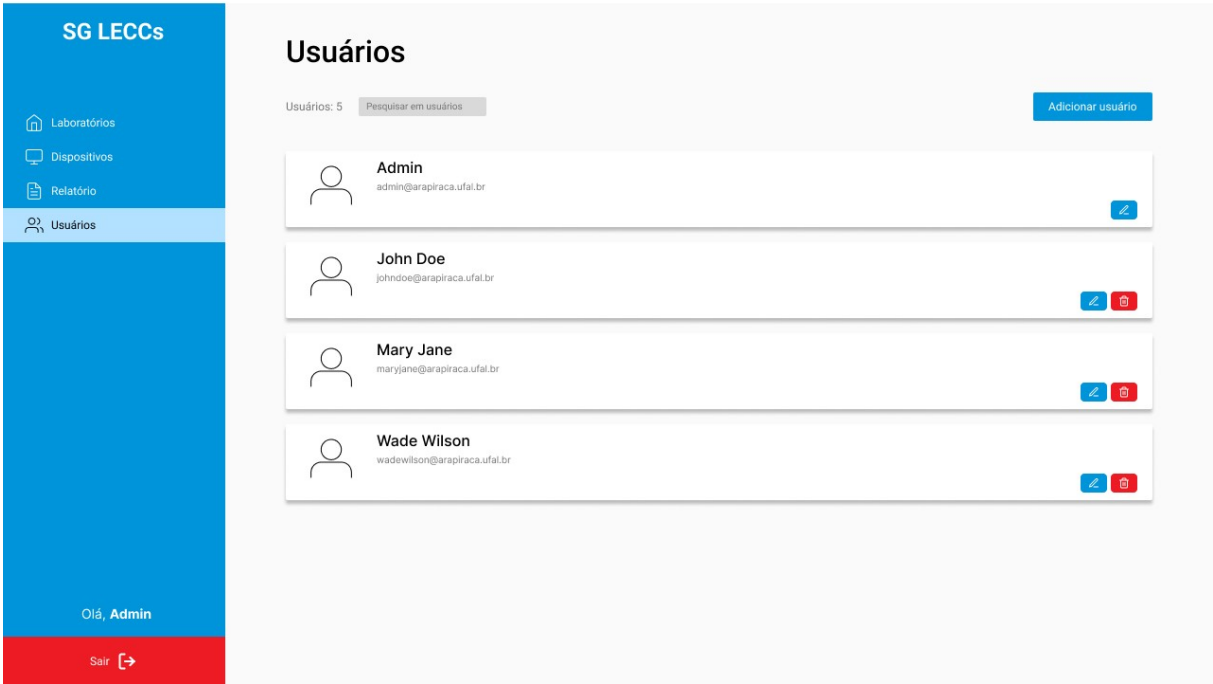 SG LECCs
Laboratórios
Dispositivos
Relatório
Usuários
Olá, Admin
Sair
Usuários
Usuários: 5
Pesquisar em usuários
Adicionar usuário
Admin
admin@arapiraca.ufal.br
John Doe
johndoe@arapiraca.ufal.br
Mary Jane
maryjane@arapiraca.ufal.br
Wade Wilson
wadewilson@arapiraca.ufal.br